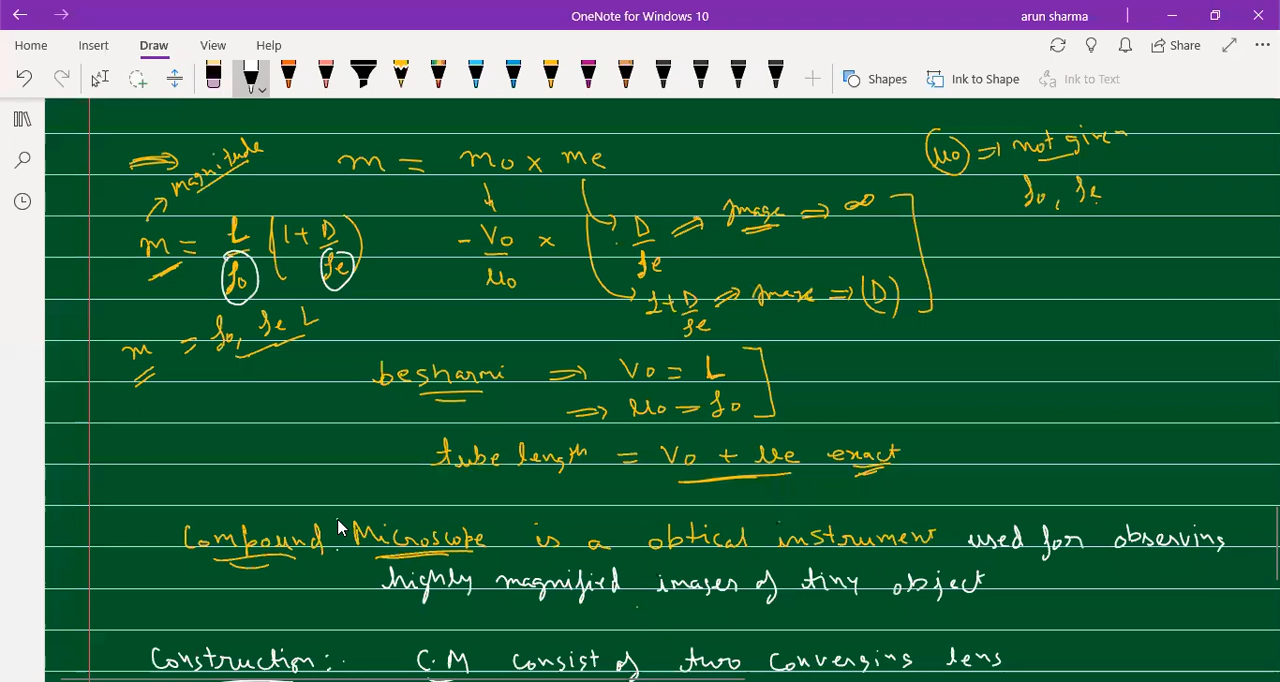 OneNote for Windows 10
arun sharma
Home Insert Draw View Help
Share
Shapes Ink to Shape Ink to Text
m = mo × me
magnitude
uo ⇒ not given
fo, fe
m = L/fo (1 + D/fe)
- Vo/uo ×
D/fe ⇒ Image ⇒ ∞
1+D/fe ⇒ Image ⇒ (D)
m = fo, fe L
besharmi ⇒ Vo = L
⇒ uo = fo
tube length = Vo + ue exact
Compound Microscope is a optical instrument used for observing
highly magnified images of tiny object
Construction:. C.M consist of two Converging lens